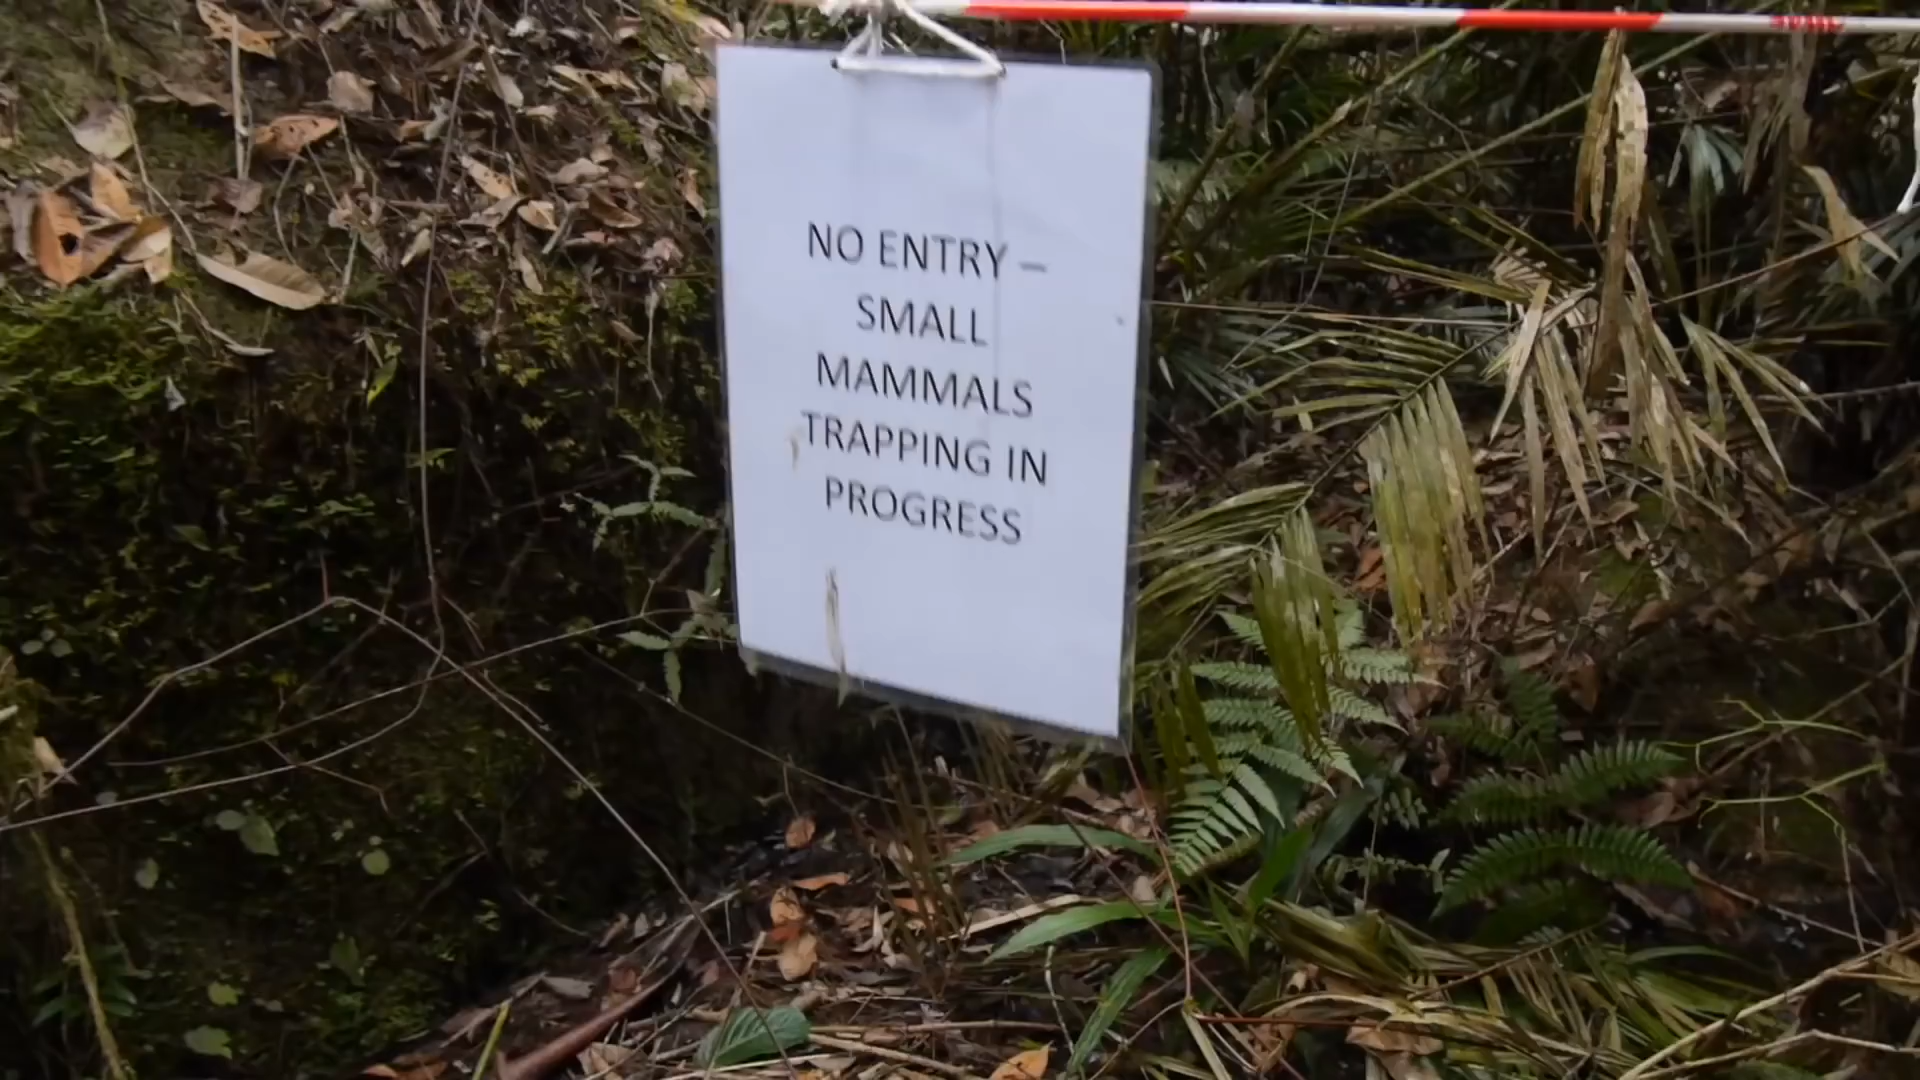 NO ENTRY –
SMALL
MAMMALS
TRAPPING IN
PROGRESS